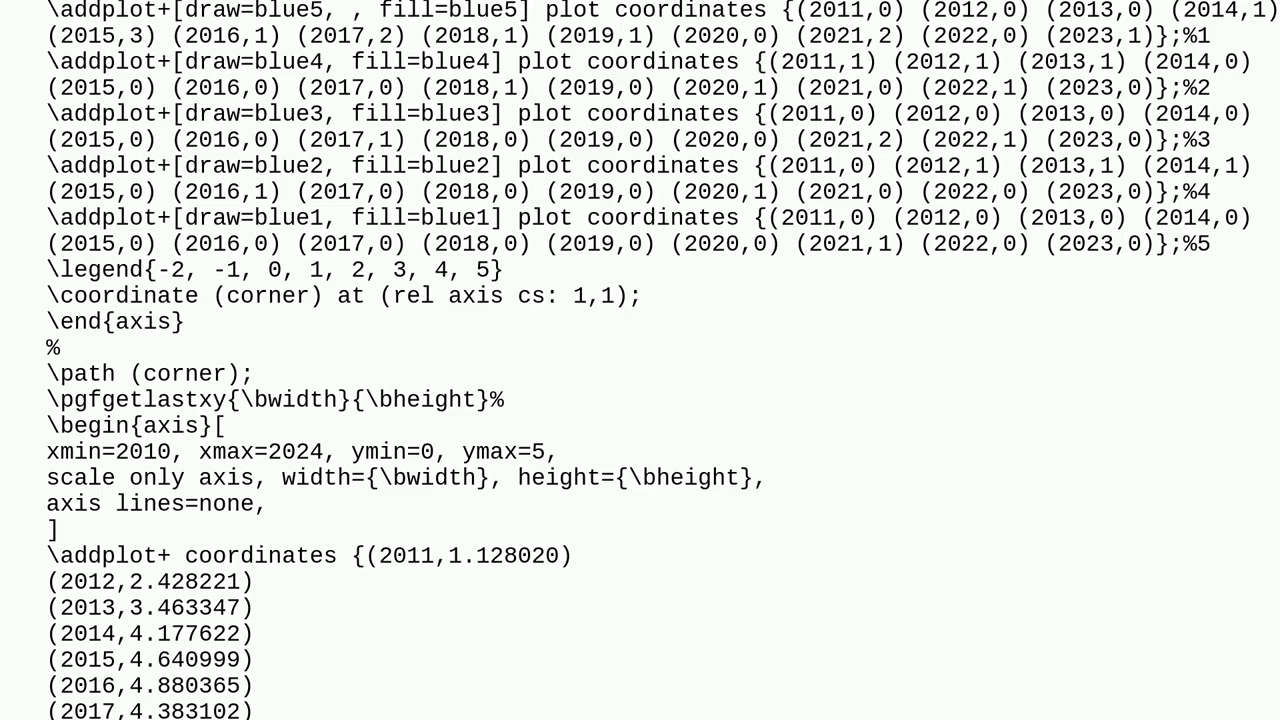 \addplot+[draw=blue5, , fill=blue5] plot coordinates {(2011,0) (2012,0) (2013,0) (2014,1)
(2015,3) (2016,1) (2017,2) (2018,1) (2019,1) (2020,0) (2021,2) (2022,0) (2023,1)};%1
\addplot+[draw=blue4, fill=blue4] plot coordinates {(2011,1) (2012,1) (2013,1) (2014,0)
(2015,0) (2016,0) (2017,0) (2018,1) (2019,0) (2020,1) (2021,0) (2022,1) (2023,0)};%2
\addplot+[draw=blue3, fill=blue3] plot coordinates {(2011,0) (2012,0) (2013,0) (2014,0)
(2015,0) (2016,0) (2017,1) (2018,0) (2019,0) (2020,0) (2021,2) (2022,1) (2023,0)};%3
\addplot+[draw=blue2, fill=blue2] plot coordinates {(2011,0) (2012,1) (2013,1) (2014,1)
(2015,0) (2016,1) (2017,0) (2018,0) (2019,0) (2020,1) (2021,0) (2022,0) (2023,0)};%4
\addplot+[draw=blue1, fill=blue1] plot coordinates {(2011,0) (2012,0) (2013,0) (2014,0)
(2015,0) (2016,0) (2017,0) (2018,0) (2019,0) (2020,0) (2021,1) (2022,0) (2023,0)};%5
\legend{-2, -1, 0, 1, 2, 3, 4, 5}
\coordinate (corner) at (rel axis cs: 1,1);
\end{axis}
%
\path (corner);
\pgfgetlastxy{\bwidth}{\bheight}%
\begin{axis}[
xmin=2010, xmax=2024, ymin=0, ymax=5,
scale only axis, width={\bwidth}, height={\bheight},
axis lines=none,
]
\addplot+ coordinates {(2011,1.128020)
(2012,2.428221)
(2013,3.463347)
(2014,4.177622)
(2015,4.640999)
(2016,4.880365)
(2017,4.383102)